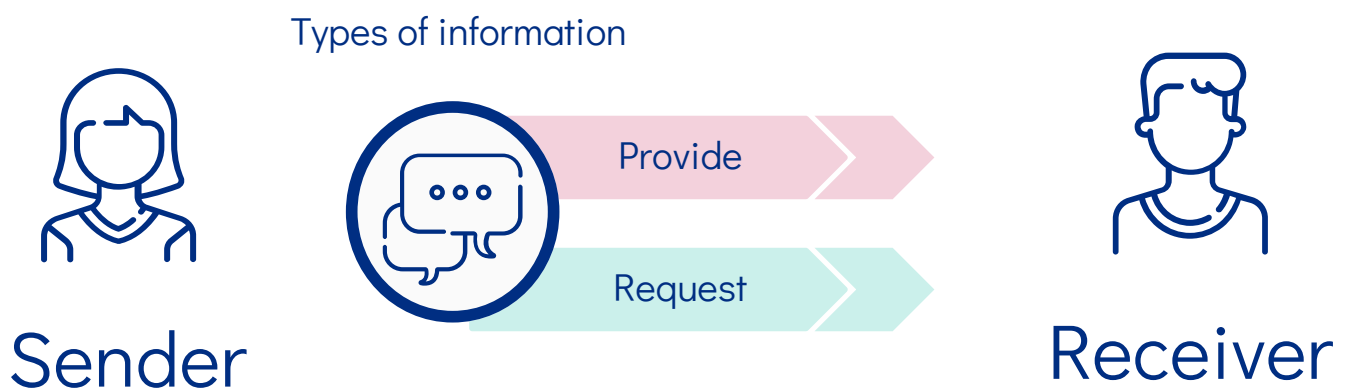 Types of information
Provide
Request
Sender
Receiver